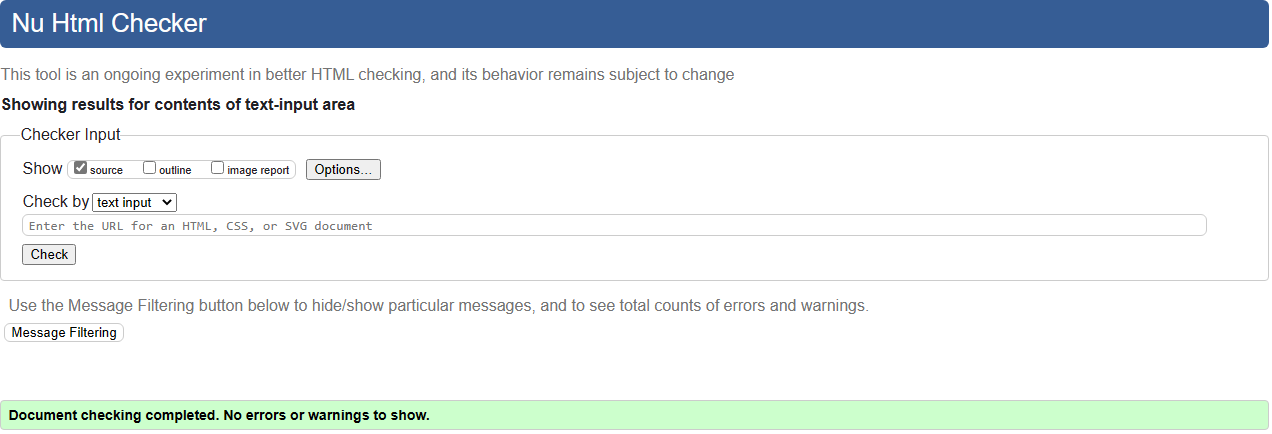 Nu Html Checker
This tool is an ongoing experiment in better HTML checking, and its behavior remains subject to change
Showing results for contents of text-input area
Checker Input
Show source outline image report Options...
Check by text input
Enter the URL for an HTML, CSS, or SVG document
Check
Use the Message Filtering button below to hide/show particular messages, and to see total counts of errors and warnings.
Message Filtering
Document checking completed. No errors or warnings to show.